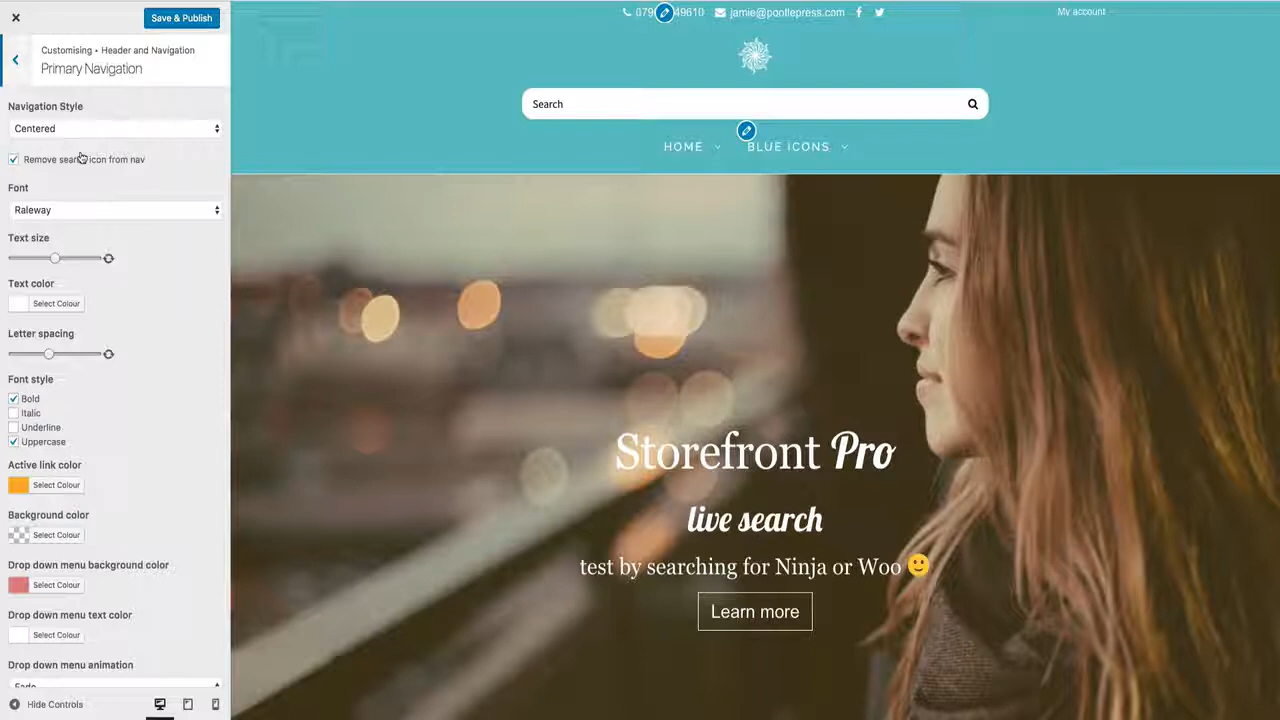 Save & Publish
Customising • Header and Navigation
Primary Navigation
Navigation Style
Centered
Remove search icon from nav
Font
Raleway
Text size
Text color
Select Colour
Letter spacing
Font style
Bold
Italic
Underline
Uppercase
Active link color
Select Colour
Background color
Select Colour
Drop down menu background color
Select Colour
Drop down menu text color
Select Colour
Drop down menu animation
Fade
Hide Controls
jamie@pootlepress.com
My account
Search
HOME
BLUE ICONS
Storefront Pro
live search
test by searching for Ninja or Woo 🙂
Learn more